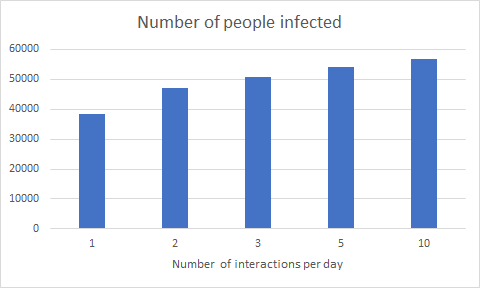 Number of people infected
60000
50000
40000
30000
20000
10000
0
1 2 3 5 10
Number of interactions per day